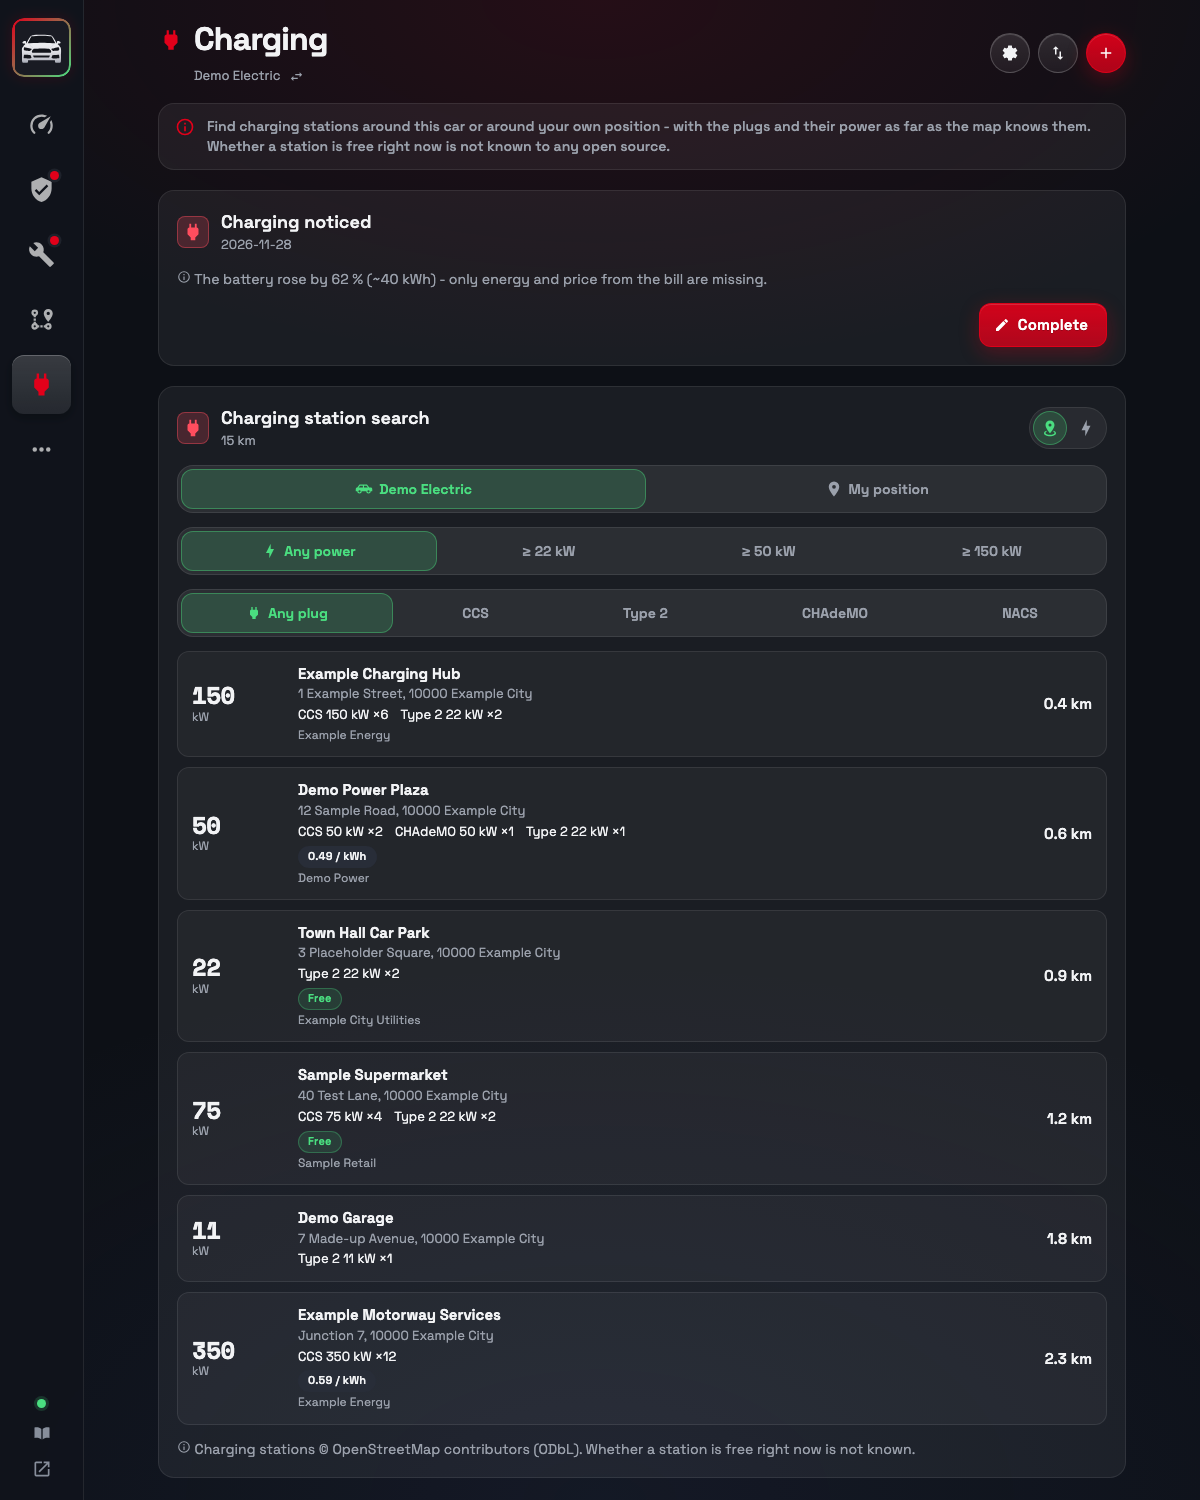 Charging
Demo Electric
Find charging stations around this car or around your own position - with the plugs and their power as far as the map knows them.
Whether a station is free right now is not known to any open source.
Charging noticed
2026-11-28
The battery rose by 62 % (~40 kWh) - only energy and price from the bill are missing.
Complete
Charging station search
15 km
Demo Electric My position
Any power ≥ 22 kW ≥ 50 kW ≥ 150 kW
Any plug CCS Type 2 CHAdeMO NACS
150 kW
Example Charging Hub
1 Example Street, 10000 Example City
CCS 150 kW ×6 Type 2 22 kW ×2
Example Energy
0.4 km
50 kW
Demo Power Plaza
12 Sample Road, 10000 Example City
CCS 50 kW ×2 CHAdeMO 50 kW ×1 Type 2 22 kW ×1
0.49 / kWh
Demo Power
0.6 km
22 kW
Town Hall Car Park
3 Placeholder Square, 10000 Example City
Type 2 22 kW ×2
Free
Example City Utilities
0.9 km
75 kW
Sample Supermarket
40 Test Lane, 10000 Example City
CCS 75 kW ×4 Type 2 22 kW ×2
Free
Sample Retail
1.2 km
11 kW
Demo Garage
7 Made-up Avenue, 10000 Example City
Type 2 11 kW ×1
1.8 km
350 kW
Example Motorway Services
Junction 7, 10000 Example City
CCS 350 kW ×12
0.59 / kWh
Example Energy
2.3 km
Charging stations © OpenStreetMap contributors (ODbL). Whether a station is free right now is not known.